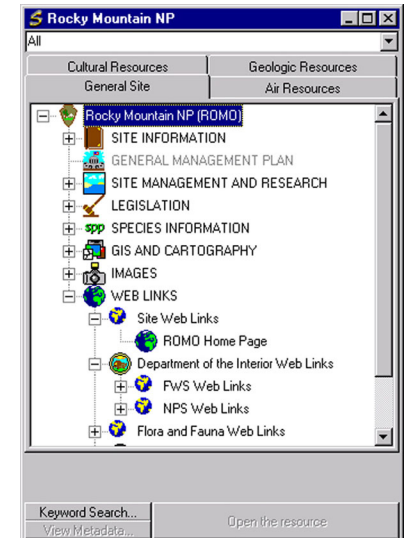 Rocky Mountain NP
All
Cultural Resources
Geologic Resources
General Site
Air Resources
Rocky Mountain NP (ROMO)
SITE INFORMATION
GENERAL MANAGEMENT PLAN
SITE MANAGEMENT AND RESEARCH
LEGISLATION
spp SPECIES INFORMATION
GIS AND CARTOGRAPHY
IMAGES
WEB LINKS
Site Web Links
ROMO Home Page
Department of the Interior Web Links
FWS Web Links
NPS Web Links
Flora and Fauna Web Links
Keyword Search...
View Metadata...
Open the resource